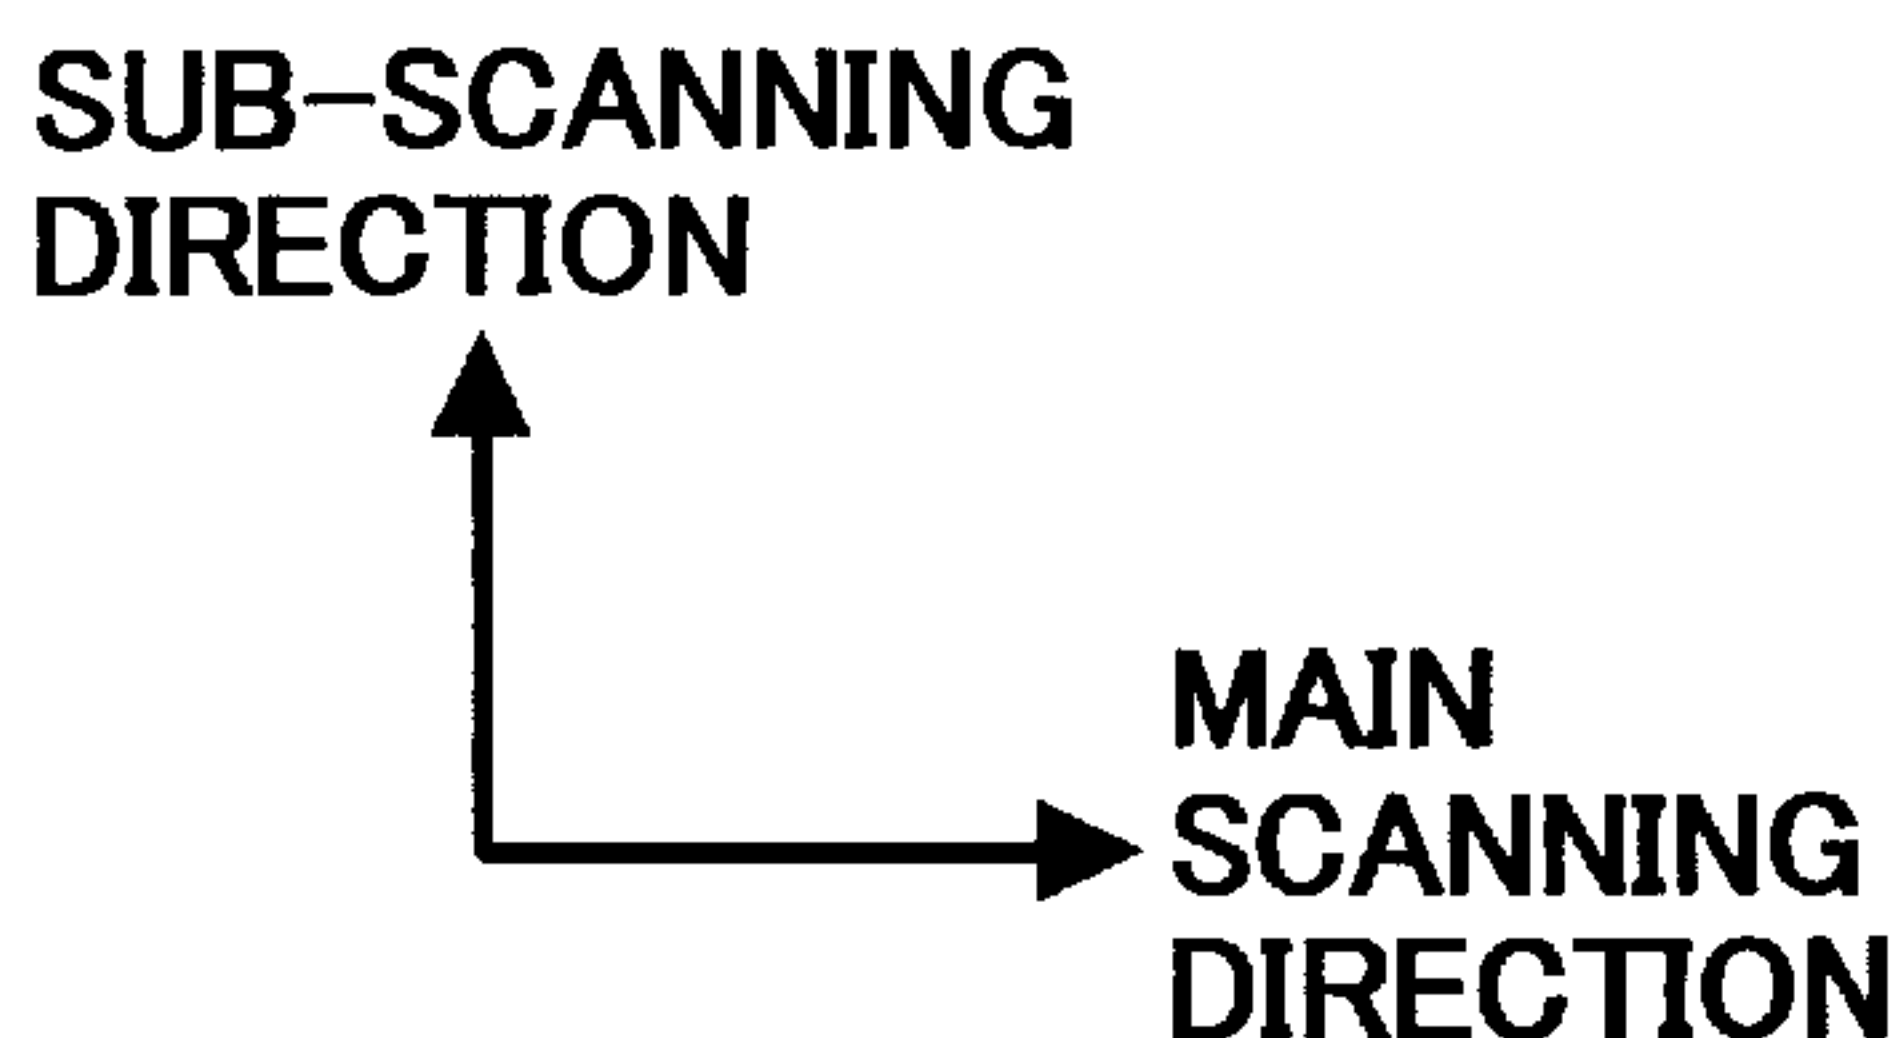 SUB-SCANNING
DIRECTION
MAIN
SCANNING
DIRECTION